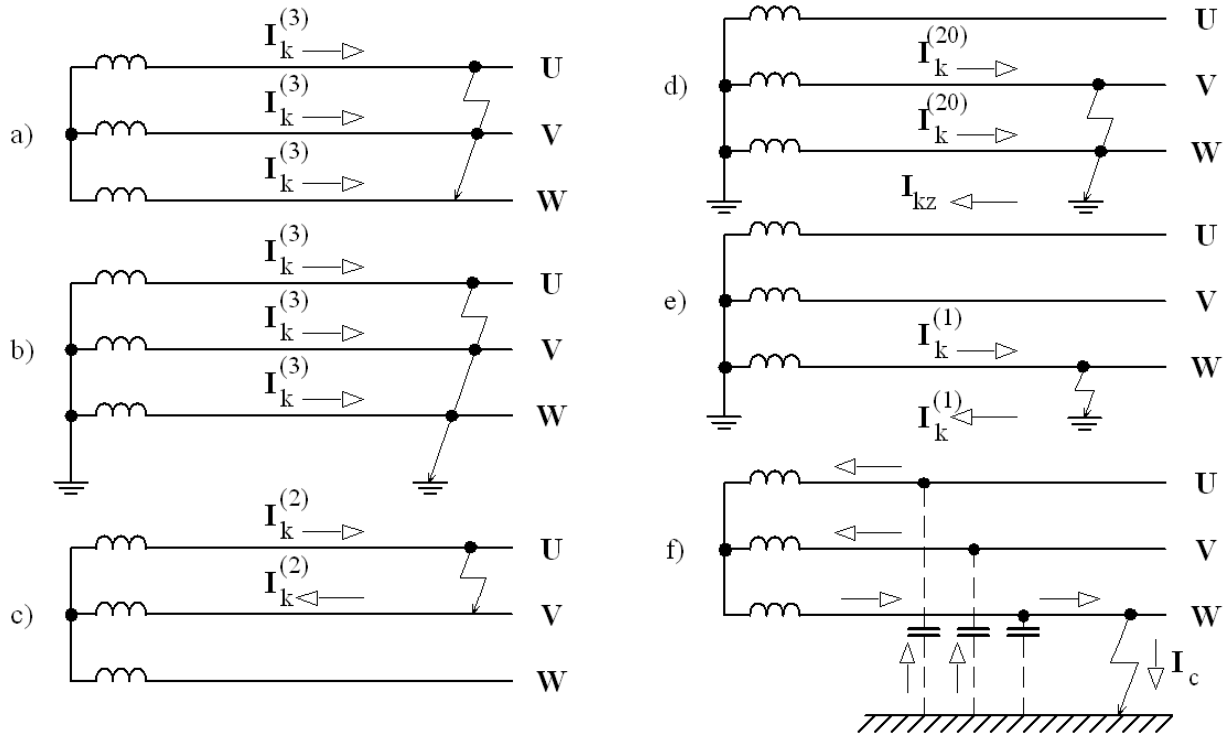 a)
I_k^(3)
U
I_k^(3)
V
I_k^(3)
W
b)
I_k^(3)
U
I_k^(3)
V
I_k^(3)
W
c)
I_k^(2)
U
I_k^(2)
V
W
d)
U
I_k^(20)
V
I_k^(20)
W
I_kz
e)
U
V
I_k^(1)
W
I_k^(1)
f)
U
V
W
I_c